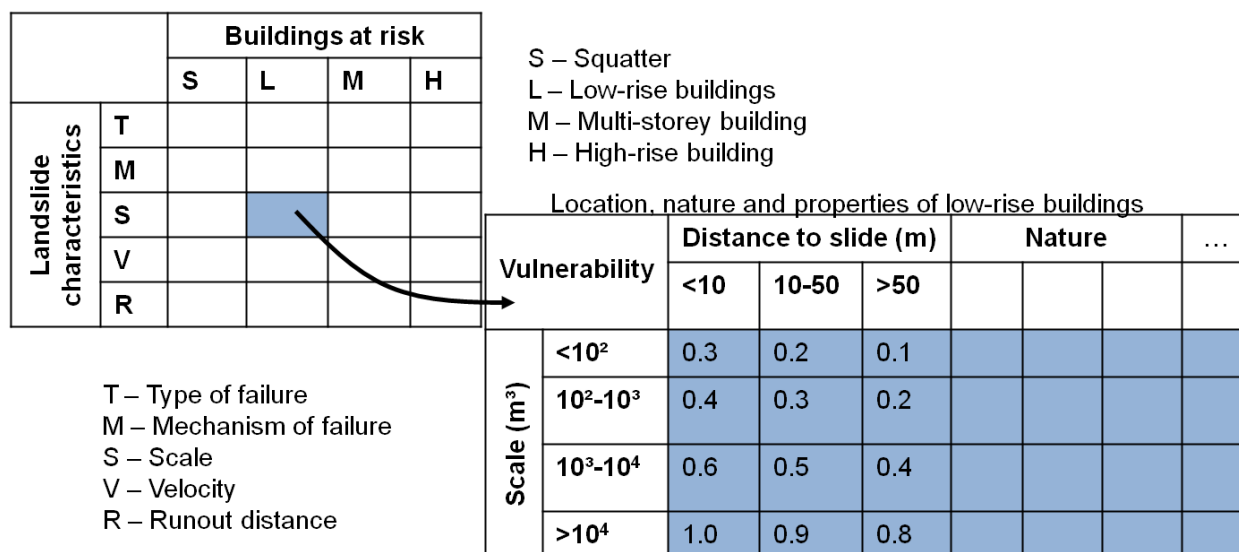 Buildings at risk
S L M H
Landslide characteristics
T
M
S
V
R
S – Squatter
L – Low-rise buildings
M – Multi-storey building
H – High-rise building
T – Type of failure
M – Mechanism of failure
S – Scale
V – Velocity
R – Runout distance
Location, nature and properties of low-rise buildings
Vulnerability Distance to slide (m) Nature ...
<10 10-50 >50
Scale (m³)
<10² 0.3 0.2 0.1
10²-10³ 0.4 0.3 0.2
10³-10⁴ 0.6 0.5 0.4
>10⁴ 1.0 0.9 0.8